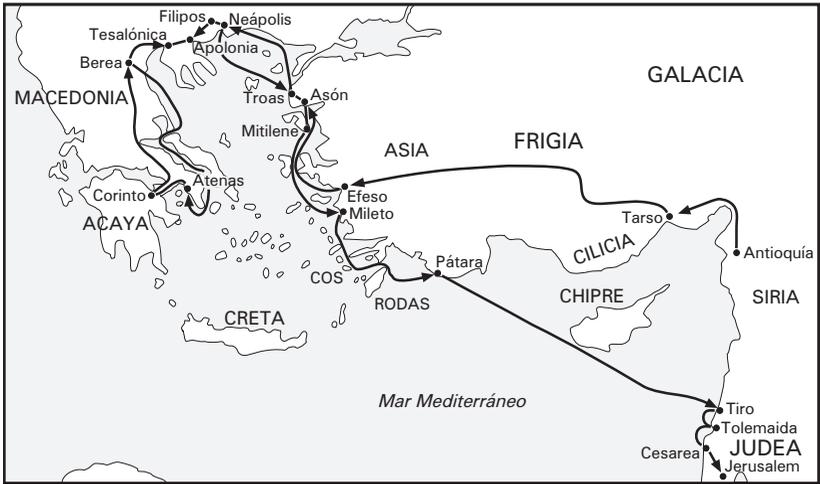 Filipos
Neápolis
Tesalónica
Apolonia
Berea
GALACIA
Troas
Asón
MACEDONIA
Mitilene
FRIGIA
ASIA
Atenas
Corinto
Efeso
Mileto
Tarso
ACAYA
CILICIA
Antioquía
Pátara
COS
RODAS
CHIPRE
SIRIA
CRETA
Mar Mediterráneo
Tiro
Tolemaida
Cesarea
JUDEA
Jerusalem